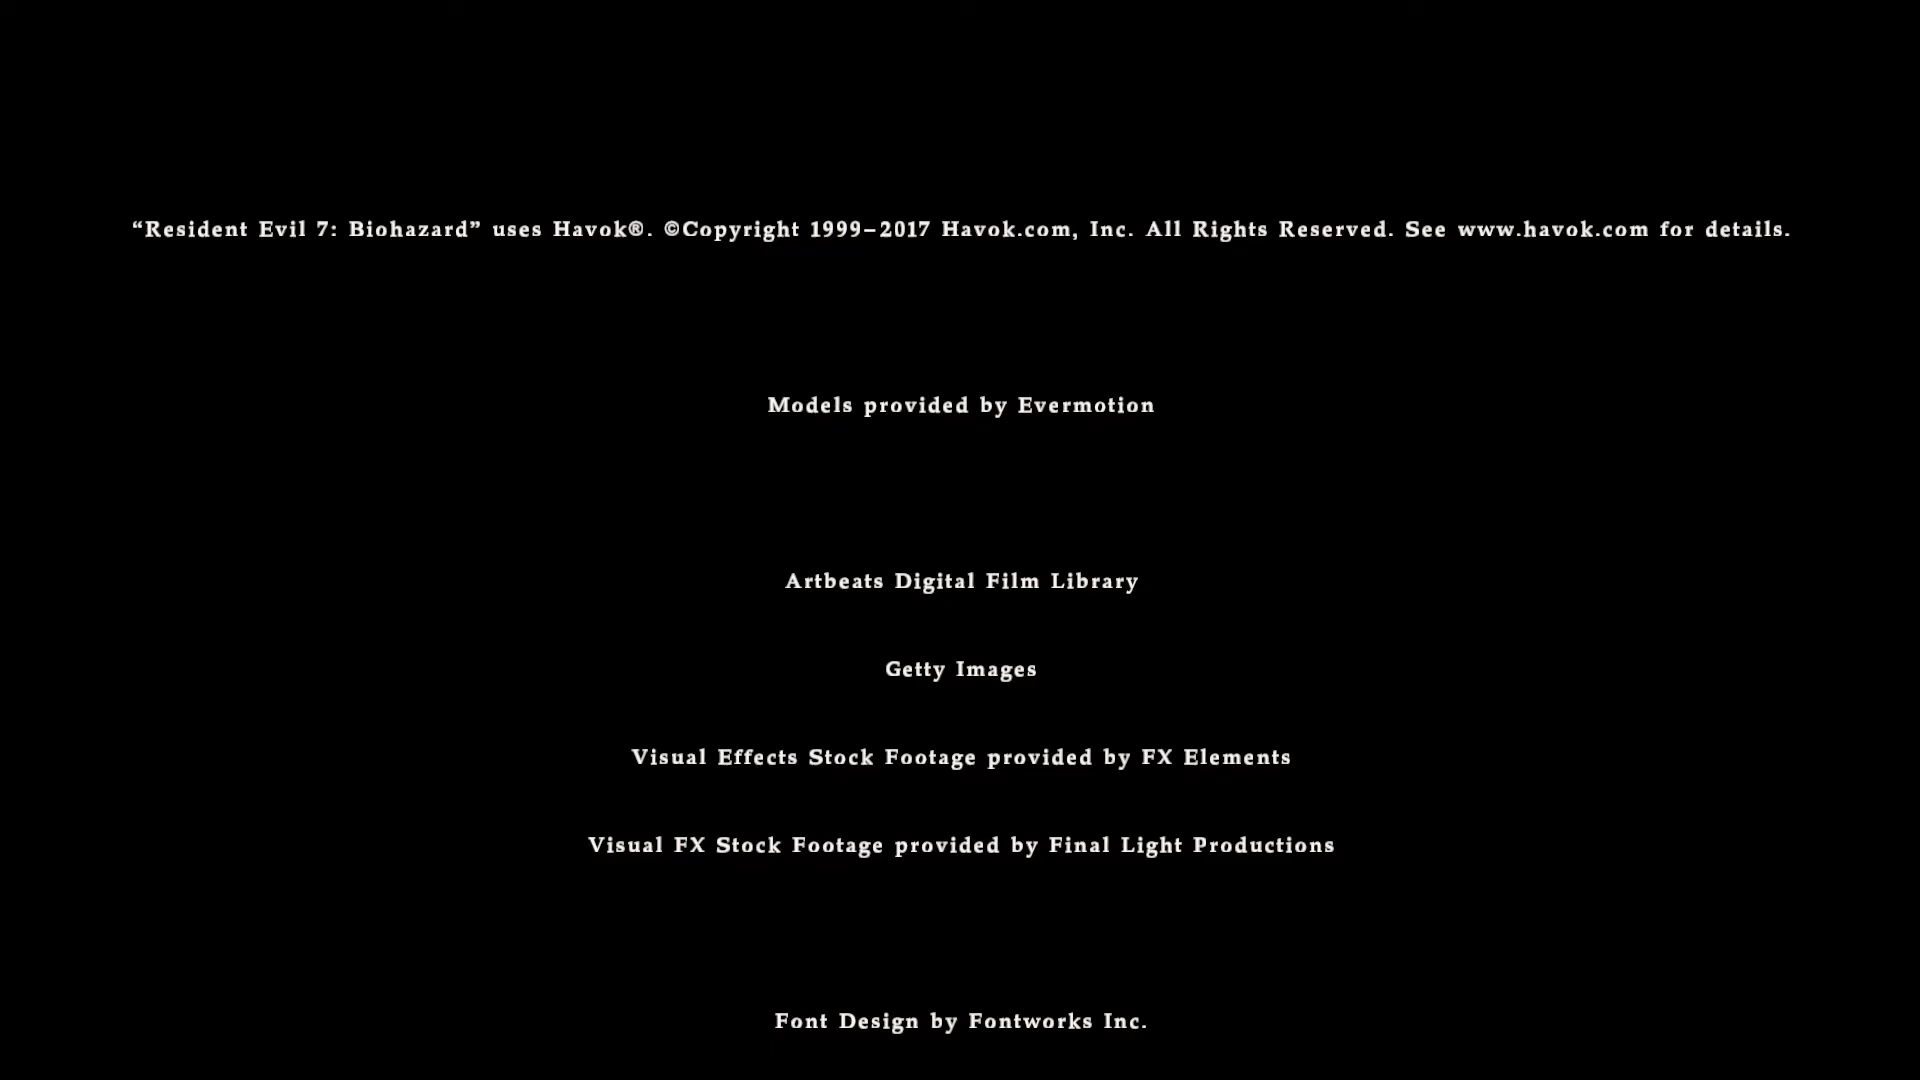 “Resident Evil 7: Biohazard” uses Havok®. ©Copyright 1999–2017 Havok.com, Inc. All Rights Reserved. See www.havok.com for details.
Models provided by Evermotion
Artbeats Digital Film Library
Getty Images
Visual Effects Stock Footage provided by FX Elements
Visual FX Stock Footage provided by Final Light Productions
Font Design by Fontworks Inc.